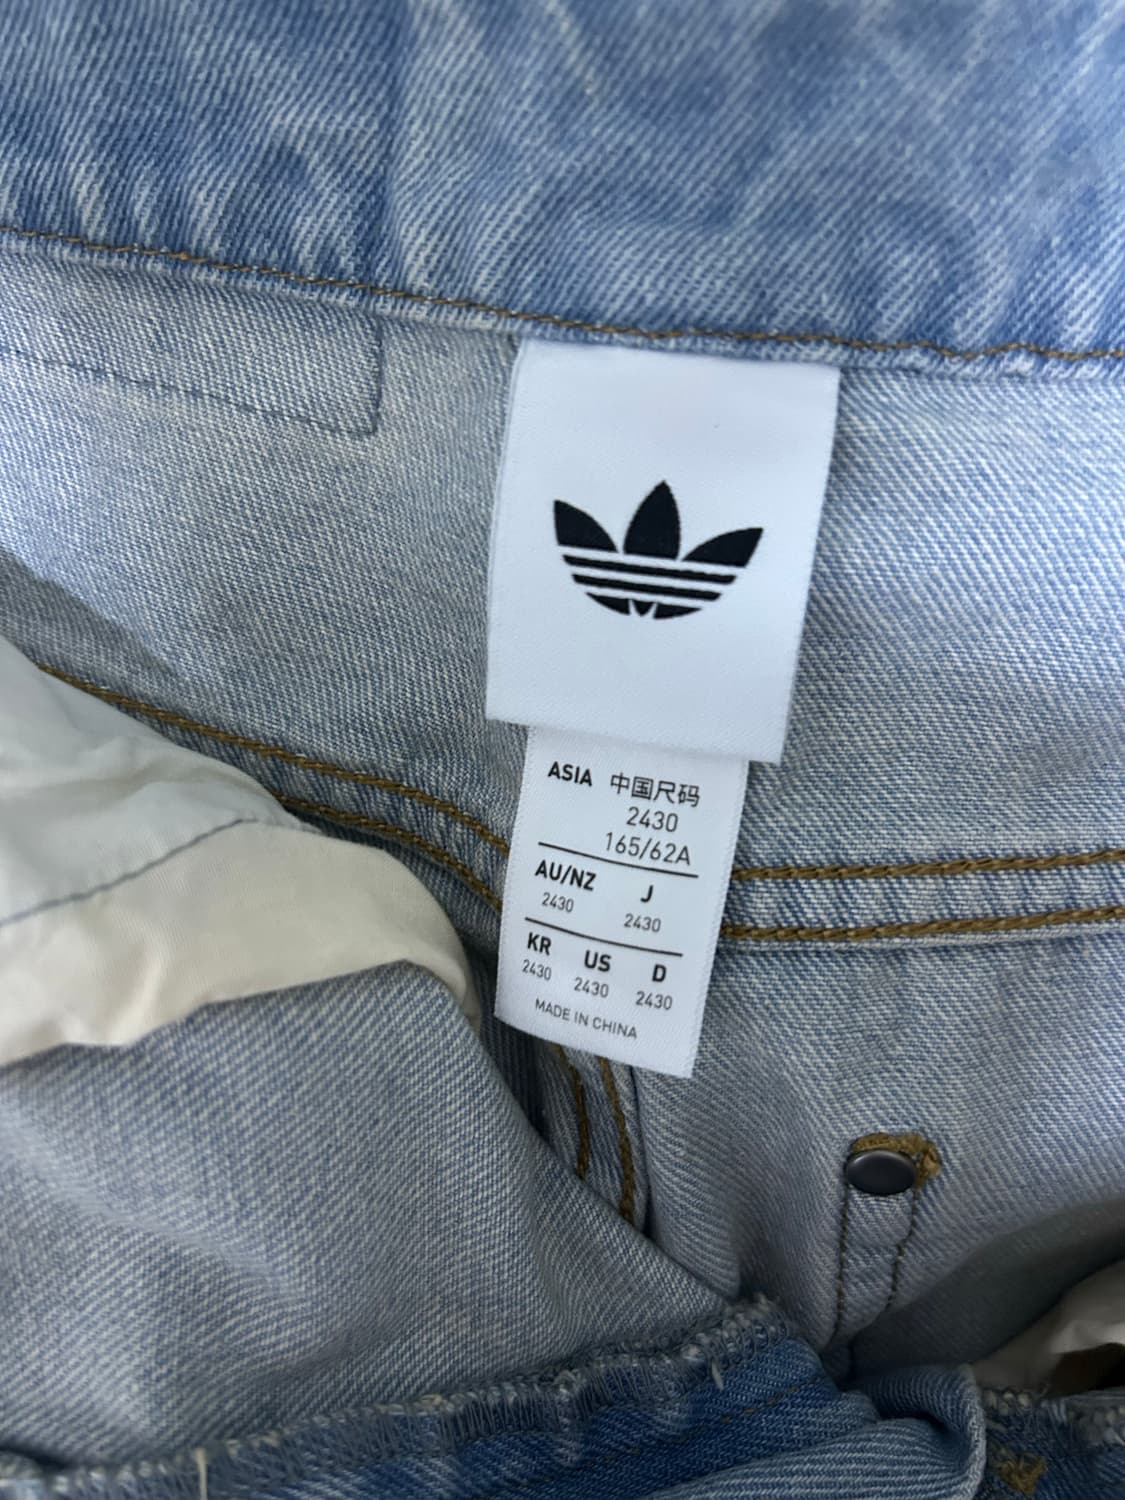 ASIA 中国尺码
2430
165/62A
AU/NZ J
2430 2430
KR US D
2430 2430 2430
MADE IN CHINA